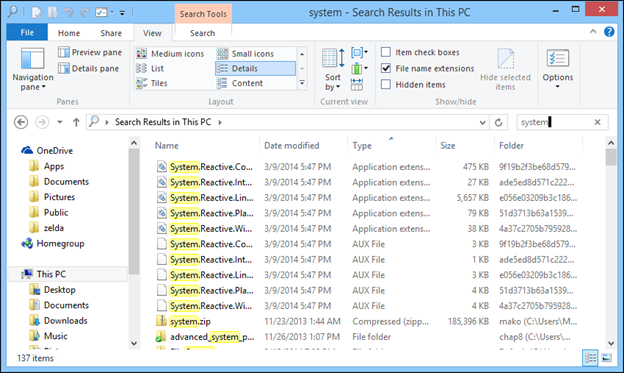 Search Tools
system - Search Results in This PC
File Home Share View Search
Navigation pane
Preview pane
Details pane
Panes
Medium icons Small icons
List Details
Tiles Content
Layout
Sort by
Current view
Item check boxes
File name extensions
Hidden items
Hide selected items
Show/hide
Options
Search Results in This PC
system
OneDrive
Apps
Documents
Pictures
Public
zelda
Homegroup
This PC
Desktop
Documents
Downloads
Music
Name Date modified Type Size Folder
System.Reactive.Co... 3/9/2014 5:47 PM Application extens... 475 KB 9f19b2f3be68d579...
System.Reactive.Int... 3/9/2014 5:47 PM Application extens... 27 KB ade5ed8d571c222...
System.Reactive.Lin... 3/9/2014 5:47 PM Application extens... 5,657 KB e056e03209b3c186...
System.Reactive.Pla... 3/9/2014 5:47 PM Application extens... 79 KB 51d3713b63a1539...
System.Reactive.Wi... 3/9/2014 5:47 PM Application extens... 38 KB 4a37c2705b795928...
System.Reactive.Co... 3/9/2014 5:47 PM AUX File 3 KB 9f19b2f3be68d579...
System.Reactive.Int... 3/9/2014 5:47 PM AUX File 1 KB ade5ed8d571c222...
System.Reactive.Lin... 3/9/2014 5:47 PM AUX File 3 KB e056e03209b3c186...
System.Reactive.Pla... 3/9/2014 5:47 PM AUX File 4 KB 51d3713b63a1539...
System.Reactive.Wi... 3/9/2014 5:47 PM AUX File 4 KB 4a37c2705b795928...
system.zip 11/23/2013 1:44 AM Compressed (zipp... 185,396 KB mako (C:\Users\M...
advanced_system_p... 11/26/2013 1:03 PM File folder chap8 (C:\Users\...
137 items